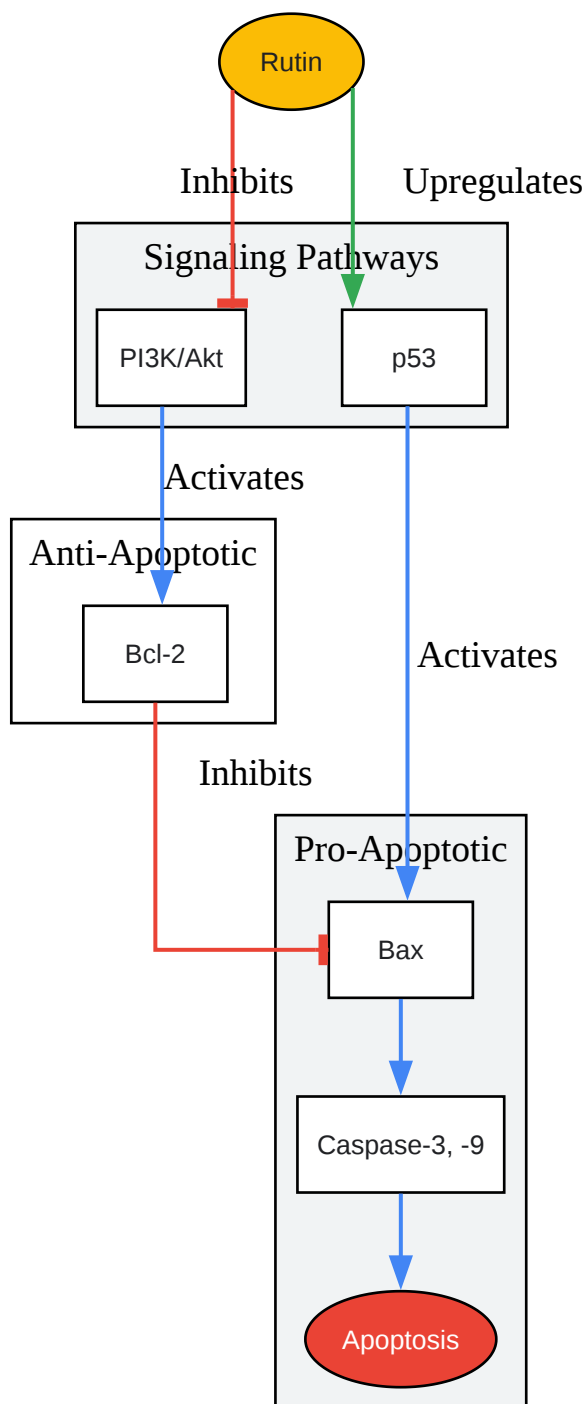 Rutin
Inhibits
Upregulates
Signaling Pathways
PI3K/Akt
p53
Activates
Anti-Apoptotic
Bcl-2
Activates
Inhibits
Pro-Apoptotic
Bax
Caspase-3, -9
Apoptosis